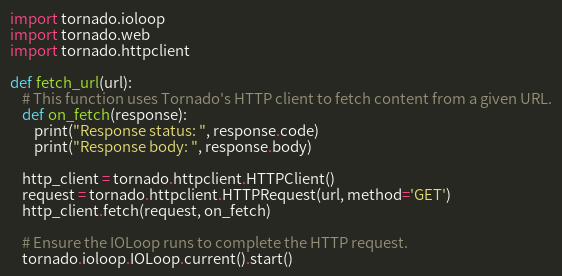 import tornado.ioloop
import tornado.web
import tornado.httpclient

def fetch_url(url):
    # This function uses Tornado's HTTP client to fetch content from a given URL.
    def on_fetch(response):
        print("Response status: ", response.code)
        print("Response body: ", response.body)

    http_client = tornado.httpclient.HTTPClient()
    request = tornado.httpclient.HTTPRequest(url, method='GET')
    http_client.fetch(request, on_fetch)

    # Ensure the IOLoop runs to complete the HTTP request.
    tornado.ioloop.IOLoop.current().start()